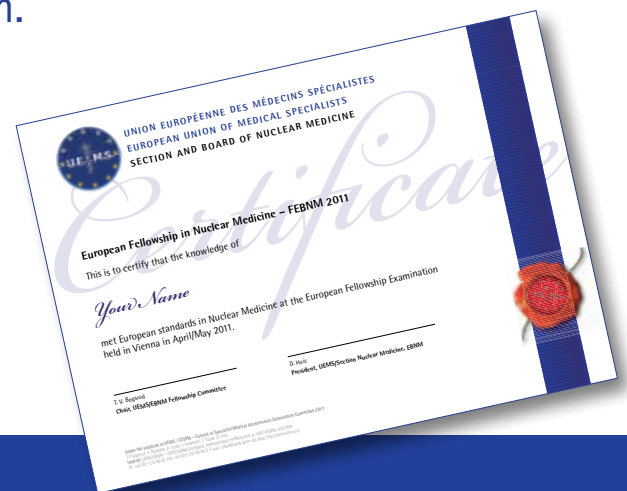 n.
UNION EUROPÉENNE DES MÉDECINS SPÉCIALISTES
EUROPEAN UNION OF MEDICAL SPECIALISTS
SECTION AND BOARD OF NUCLEAR MEDICINE
U.E.M.S.
Certificate
European Fellowship in Nuclear Medicine – FEBNM 2011
This is to certify that the knowledge of
Your Name
met European standards in Nuclear Medicine at the European Fellowship Examination
held in Vienna in April/May 2011.
T. V. Bogsrud
Chair, UEMS/EBNM Fellowship Committee
D. Huic
President, UEMS/Section Nuclear Medicine, EBNM